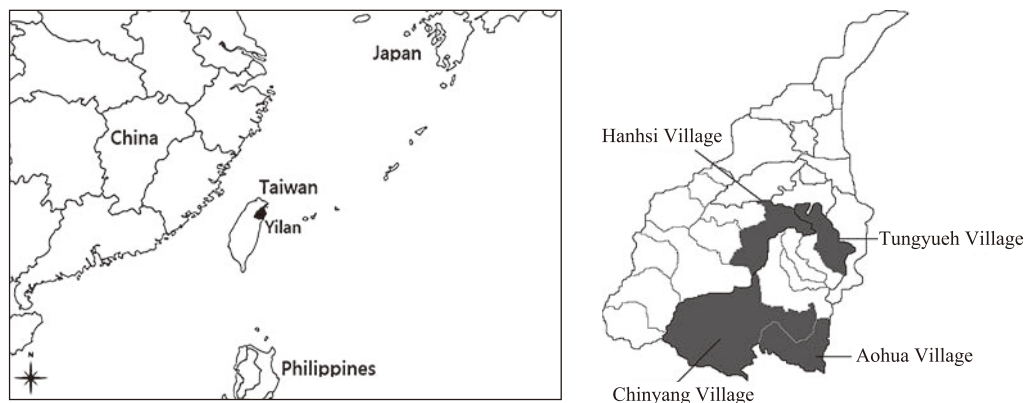 Japan
China
Taiwan
Yilan
Philippines
N
Hanhsi Village
Tungyueh Village
Aohua Village
Chinyang Village